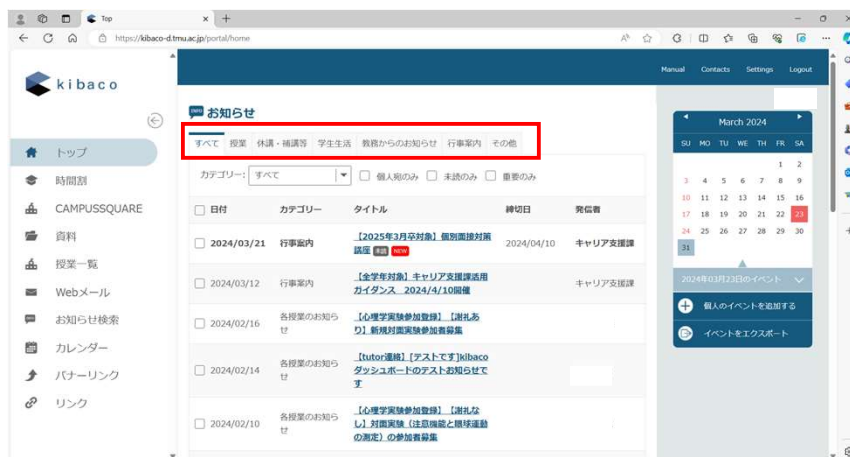 Top
https://kibaco-d.tmu.ac.jp/portal/home
Manual Contacts Settings Logout
kibaco
トップ
時間割
CAMPUSSQUARE
資料
授業一覧
Webメール
お知らせ検索
カレンダー
バナーリンク
リンク
お知らせ
すべて 授業 休講・補講等 学生生活 教務からのお知らせ 行事案内 その他
カテゴリー: すべて 個人宛のみ 未読のみ 重要のみ
日付 カテゴリー タイトル 締切日 発信者
2024/03/21 行事案内 【2025年3月卒対象】個別面接対策
講座 未読 NEW 2024/04/10 キャリア支援課
2024/03/12 行事案内 【全学年対象】キャリア支援課活用
ガイダンス 2024/4/10開催 キャリア支援課
2024/02/16 各授業のお知ら
せ 【心理学実験参加登録】【謝礼あ
り】新規対面実験参加者募集
2024/02/14 各授業のお知ら
せ 【tutor連絡】[テストです]kibaco
ダッシュボードのテストお知らせで
す
2024/02/10 各授業のお知ら
せ 【心理学実験参加登録】【謝礼な
し】対面実験（注意機能と眼球運動
の測定）の参加者募集
March 2024
SU MO TU WE TH FR SA
1 2
3 4 5 6 7 8 9
10 11 12 13 14 15 16
17 18 19 20 21 22 23
24 25 26 27 28 29 30
31
2024年03月23日のイベント
個人のイベントを追加する
イベントをエクスポート